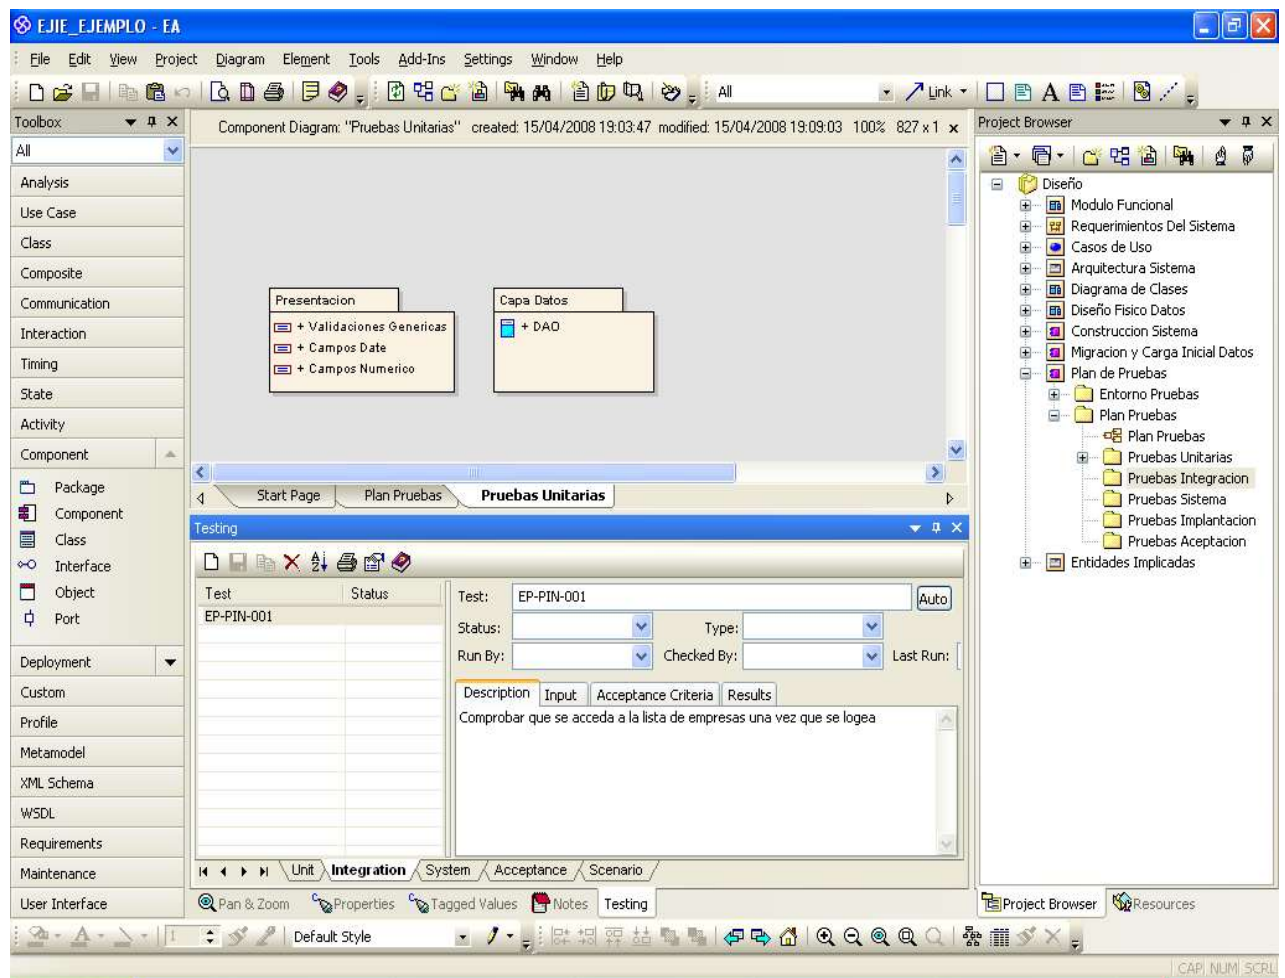 EJIE_EJEMPLO - EA
File Edit View Project Diagram Element Tools Add-Ins Settings Window Help
All
Link
Toolbox
All
Analysis
Use Case
Class
Composite
Communication
Interaction
Timing
State
Activity
Component
Package
Component
Class
Interface
Object
Port
Deployment
Custom
Profile
Metamodel
XML Schema
WSDL
Requirements
Maintenance
User Interface
Component Diagram: "Pruebas Unitarias" created: 15/04/2008 19:03:47 modified: 15/04/2008 19:09:03 100% 827 x 1
Presentacion
+ Validaciones Genericas
+ Campos Date
+ Campos Numerico
Capa Datos
+ DAO
Start Page Plan Pruebas Pruebas Unitarias
Testing
Test Status
EP-PIN-001
Test: EP-PIN-001 Auto
Status: Type:
Run By: Checked By: Last Run:
Description Input Acceptance Criteria Results
Comprobar que se acceda a la lista de empresas una vez que se logea
Unit Integration System Acceptance Scenario
Pan & Zoom Properties Tagged Values Notes Testing
Project Browser
Diseño
Modulo Funcional
Requerimientos Del Sistema
Casos de Uso
Arquitectura Sistema
Diagrama de Clases
Diseño Fisico Datos
Construccion Sistema
Migracion y Carga Inicial Datos
Plan de Pruebas
Entorno Pruebas
Plan Pruebas
Plan Pruebas
Pruebas Unitarias
Pruebas Integracion
Pruebas Sistema
Pruebas Implantacion
Pruebas Aceptacion
Entidades Implicadas
Project Browser Resources
1 Default Style
CAP NUM SCRL